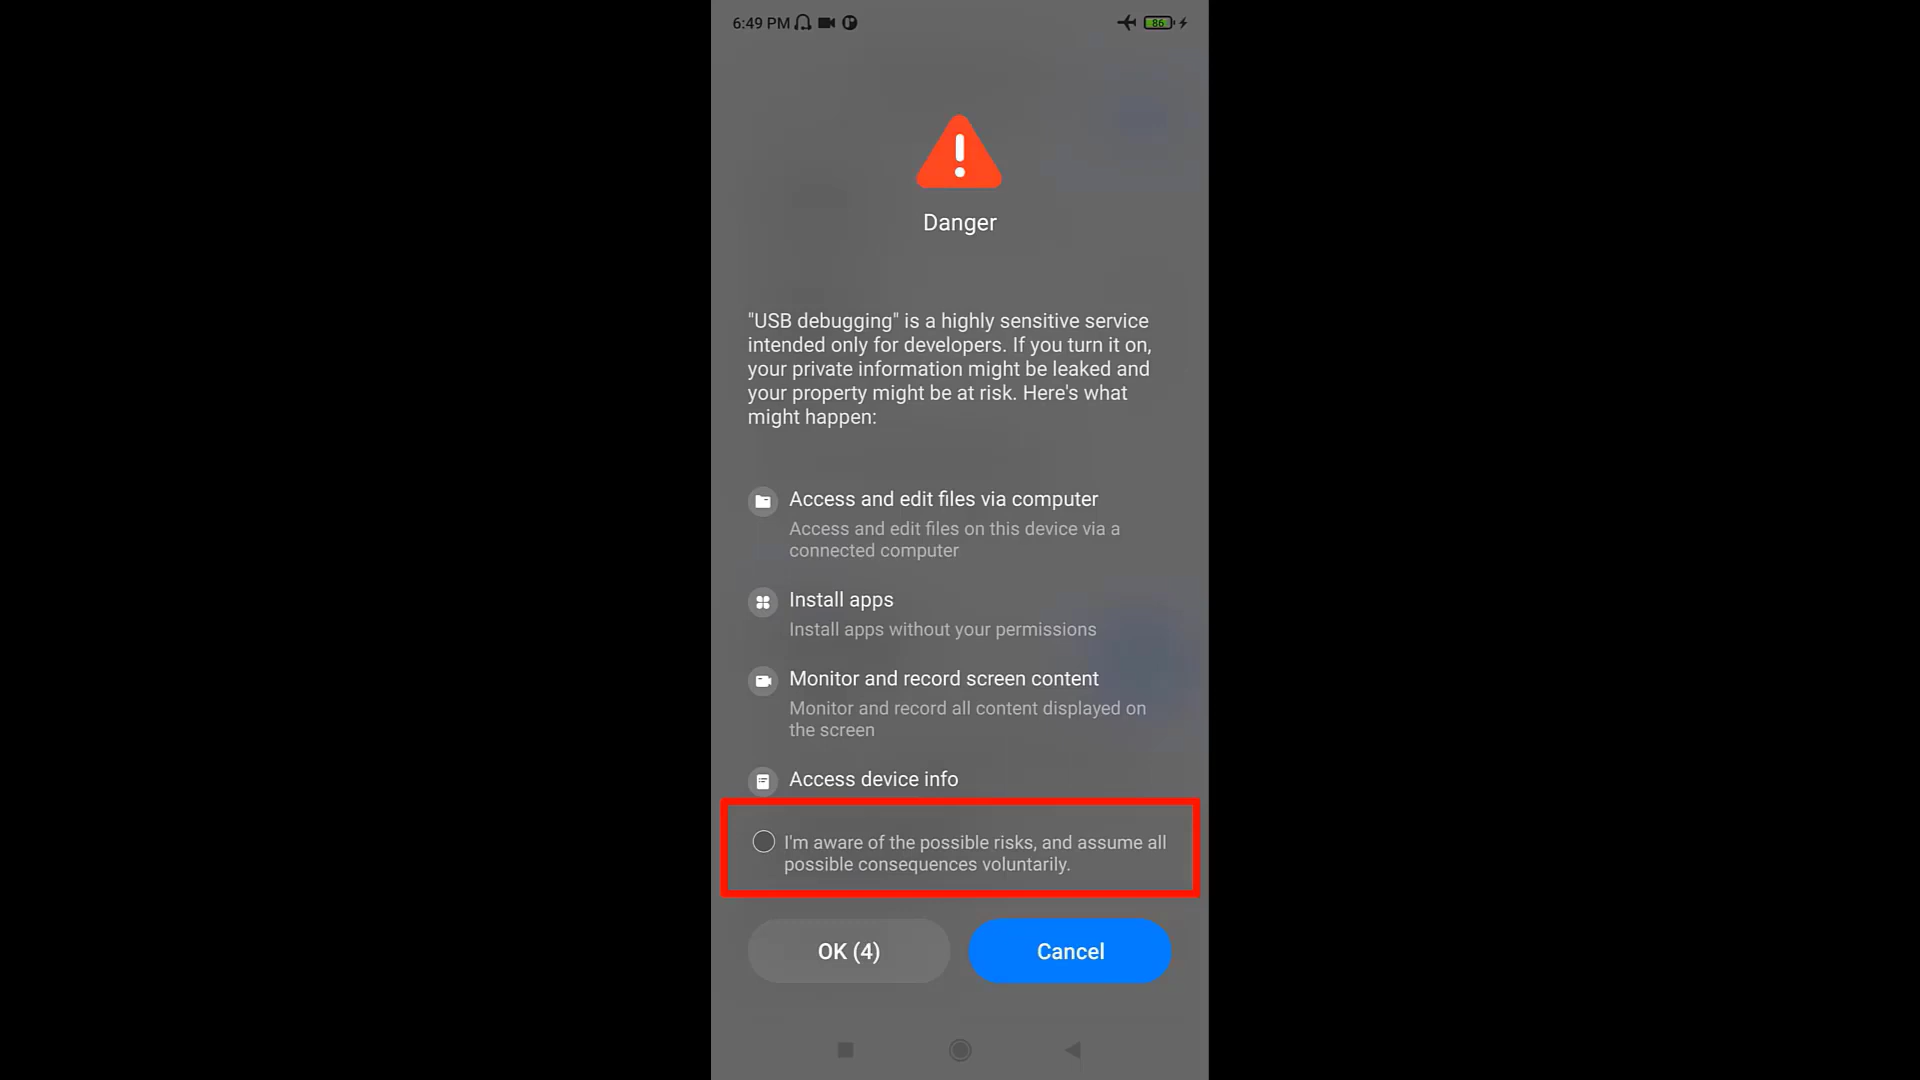 6:49 PM
86
Danger
"USB debugging" is a highly sensitive service
intended only for developers. If you turn it on,
your private information might be leaked and
your property might be at risk. Here's what
might happen:
Access and edit files via computer
Access and edit files on this device via a
connected computer
Install apps
Install apps without your permissions
Monitor and record screen content
Monitor and record all content displayed on
the screen
Access device info
I'm aware of the possible risks, and assume all
possible consequences voluntarily.
OK (4)
Cancel